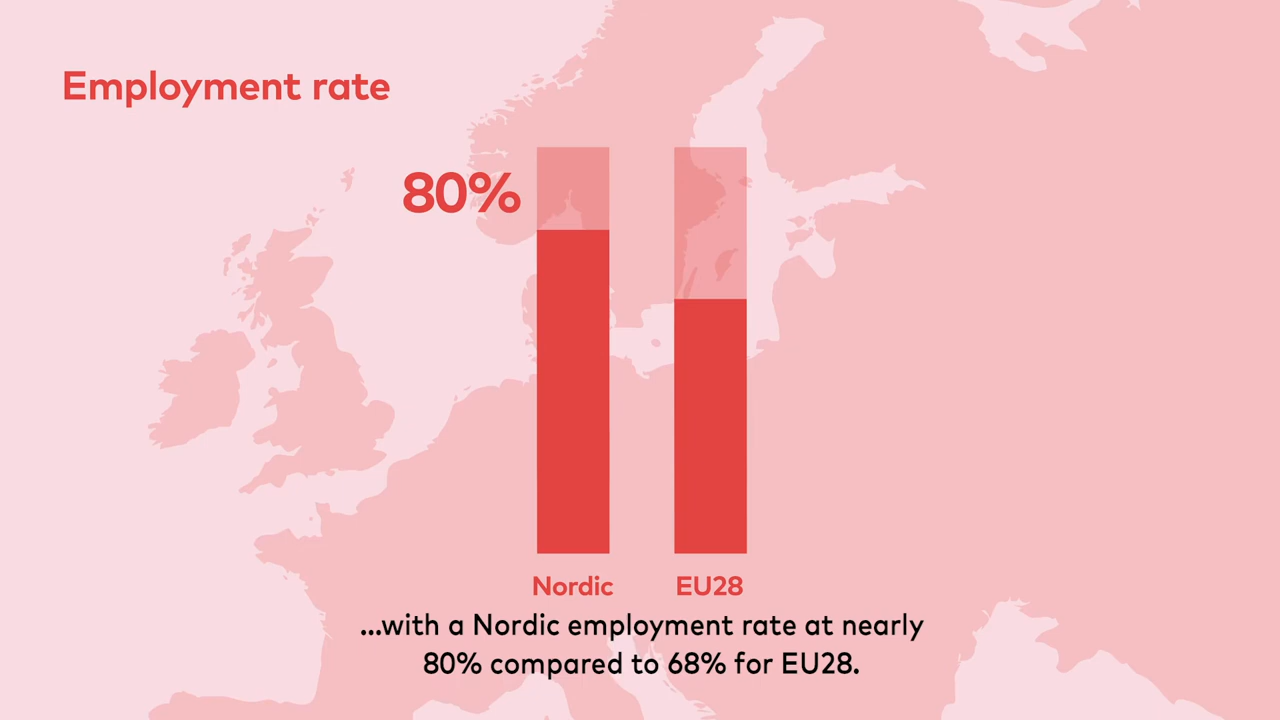 Employment rate
80%
Nordic
EU28
...with a Nordic employment rate at nearly
80% compared to 68% for EU28.